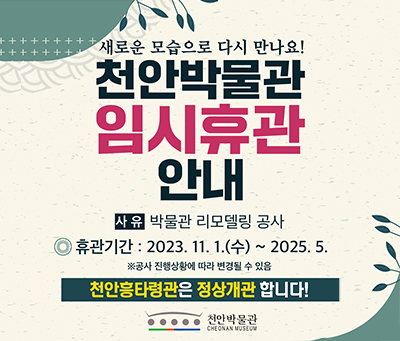 새로운 모습으로 다시 만나요!
천안박물관
임시휴관
안내
사 유 박물관 리모델링 공사
휴관기간 : 2023. 11. 1.(수) ~ 2025. 5.
※공사 진행상황에 따라 변경될 수 있음
천안흥타령관은 정상개관 합니다!
천안박물관
CHEONAN MUSEUM